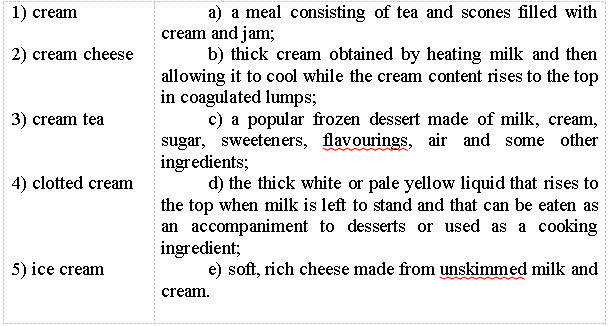 1) cream
a) a meal consisting of tea and scones filled with
cream and jam;
2) cream cheese
b) thick cream obtained by heating milk and then
allowing it to cool while the cream content rises to the top
in coagulated lumps;
3) cream tea
c) a popular frozen dessert made of milk, cream,
sugar, sweeteners, flavourings, air and some other
ingredients;
4) clotted cream
d) the thick white or pale yellow liquid that rises to
the top when milk is left to stand and that can be eaten as
an accompaniment to desserts or used as a cooking
ingredient;
5) ice cream
e) soft, rich cheese made from unskimmed milk and
cream.